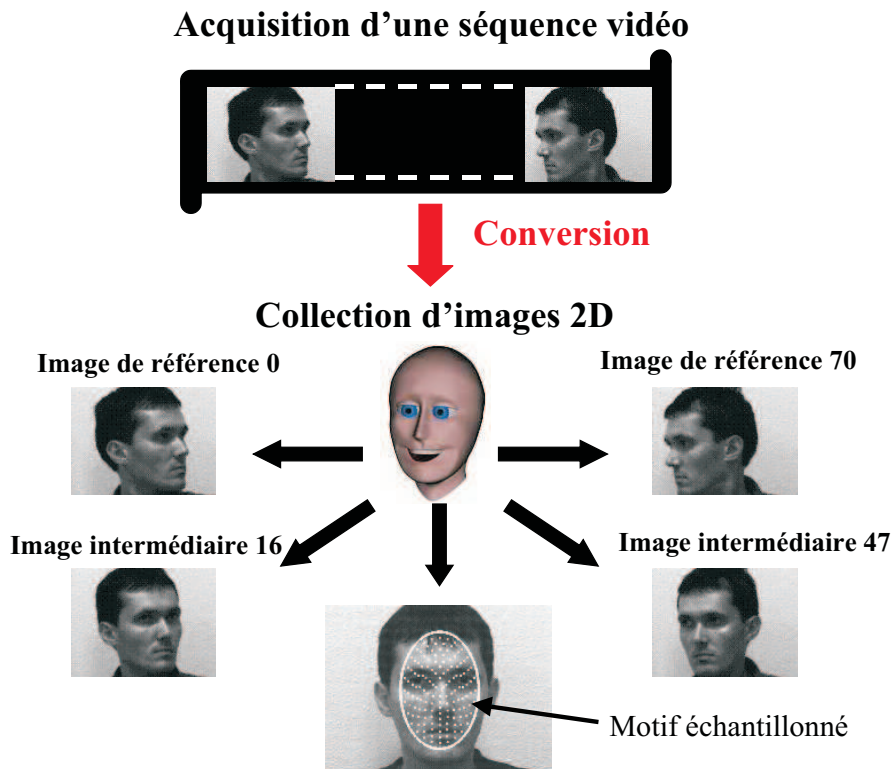 Acquisition d'une séquence vidéo
Conversion
Collection d'images 2D
Image de référence 0
Image de référence 70
Image intermédiaire 16
Image intermédiaire 47
Motif échantillonné